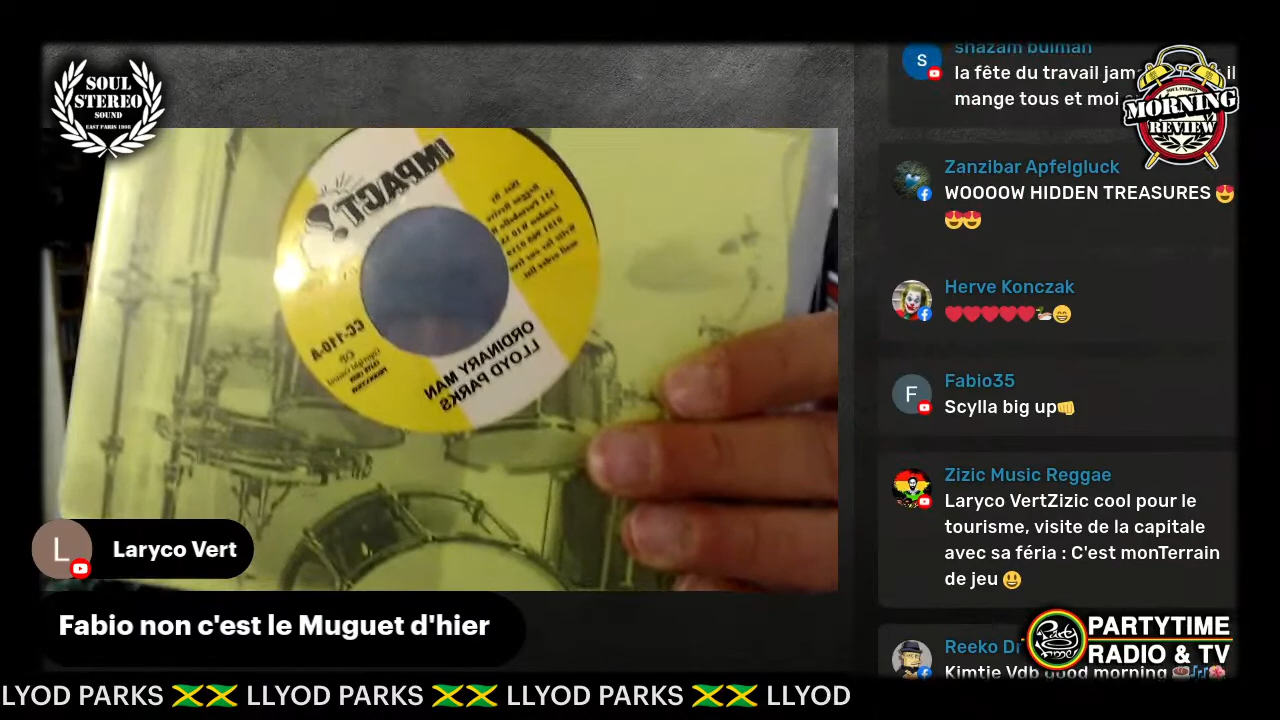 SOUL
STEREO
SOUND
EAST PARIS 1998
IMPACT!
CC-110-A
ORDINARY MAN
LLOYD PARKS
Laryco Vert
Fabio non c'est le Muguet d'hier
LYOD PARKS 🇯🇲🇯🇲 LLYOD PARKS 🇯🇲🇯🇲 LLYOD PARKS 🇯🇲🇯🇲 LLYOD
shazam bulman
la fête du travail
il
mange tous et moi
MORNING
REVIEW
Zanzibar Apfelgluck
WOOOOW HIDDEN TREASURES 😍
😍😍
Herve Konczak
Fabio35
Scylla big up
Zizic Music Reggae
Laryco VertZizic cool pour le
tourisme, visite de la capitale
avec sa féria : C'est monTerrain
de jeu 😃
Reeko
Kimtie Vdb good morning
PARTYTIME
RADIO & TV